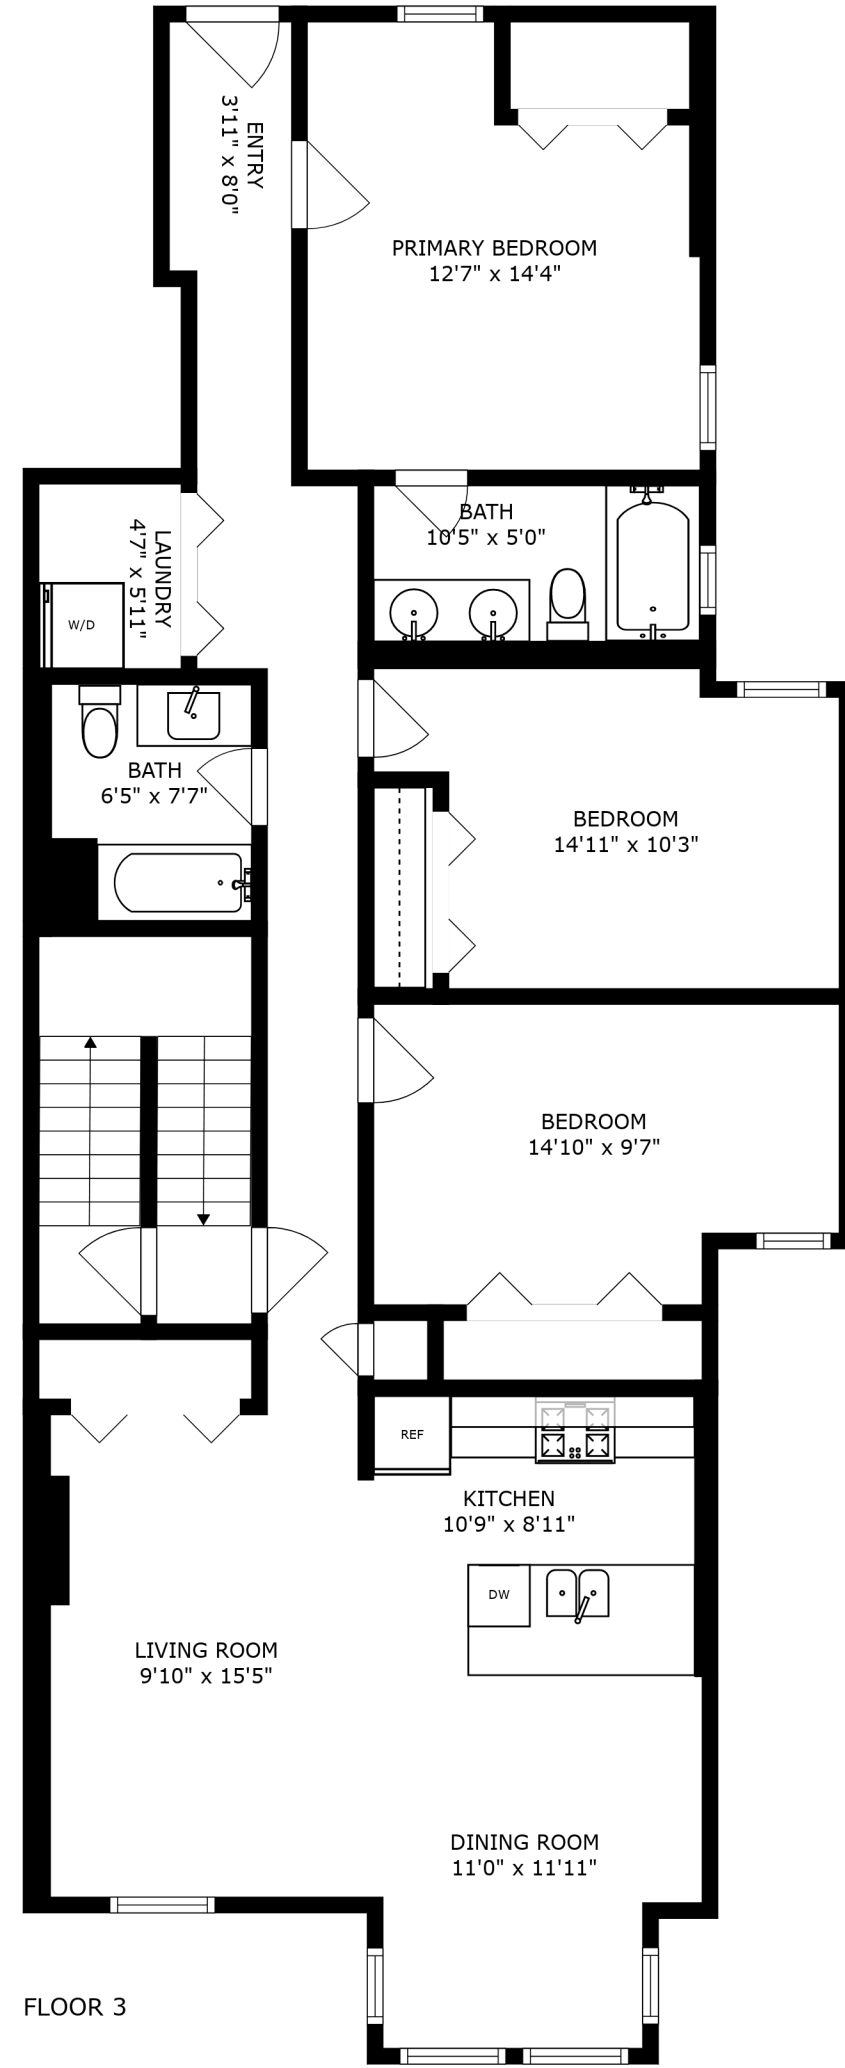 ENTRY
3'11" x 8'0"
PRIMARY BEDROOM
12'7" x 14'4"
BATH
10'5" x 5'0"
LAUNDRY
4'7" x 5'11"
W/D
BATH
6'5" x 7'7"
BEDROOM
14'11" x 10'3"
BEDROOM
14'10" x 9'7"
REF
KITCHEN
10'9" x 8'11"
DW
LIVING ROOM
9'10" x 15'5"
DINING ROOM
11'0" x 11'11"
FLOOR 3